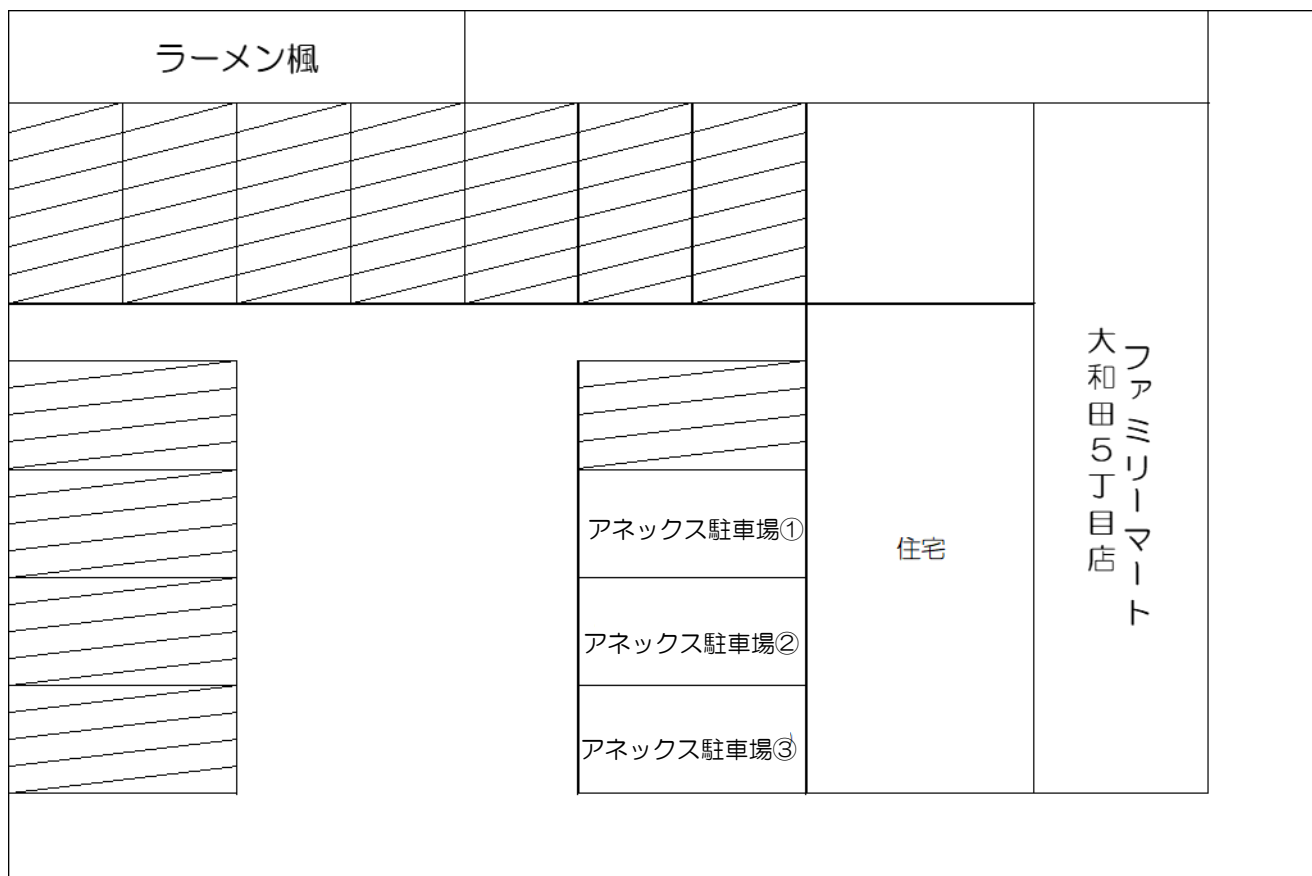 ラーメン楓
アネックス駐車場①
アネックス駐車場②
アネックス駐車場③
住宅
ファミリーマート
大和田５丁目店